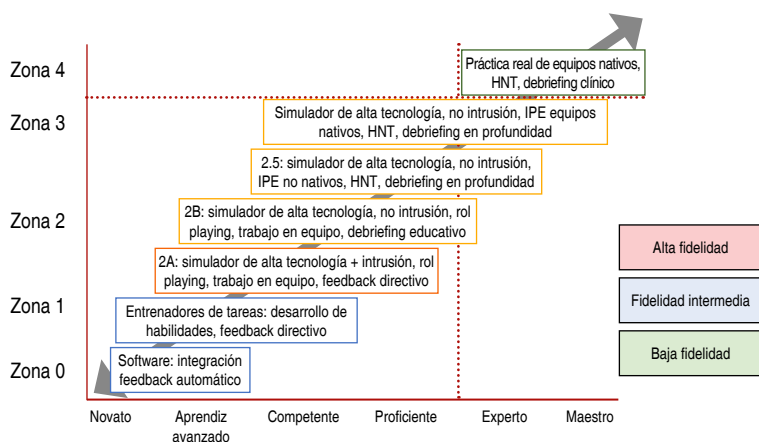 Zona 4
Práctica real de equipos nativos,
HNT, debriefing clínico
Zona 3
Simulador de alta tecnología, no intrusión, IPE equipos
nativos, HNT, debriefing en profundidad
2.5: simulador de alta tecnología, no intrusión,
IPE no nativos, HNT, debriefing en profundidad
Zona 2
2B: simulador de alta tecnología, no intrusión, rol
playing, trabajo en equipo, debriefing educativo
2A: simulador de alta tecnología + intrusión, rol
playing, trabajo en equipo, feedback directivo
Zona 1
Entrenadores de tareas: desarrollo de
habilidades, feedback directivo
Zona 0
Software: integración
feedback automático
Novato
Aprendiz
avanzado
Competente
Proficiente
Experto
Maestro
Alta fidelidad
Fidelidad intermedia
Baja fidelidad